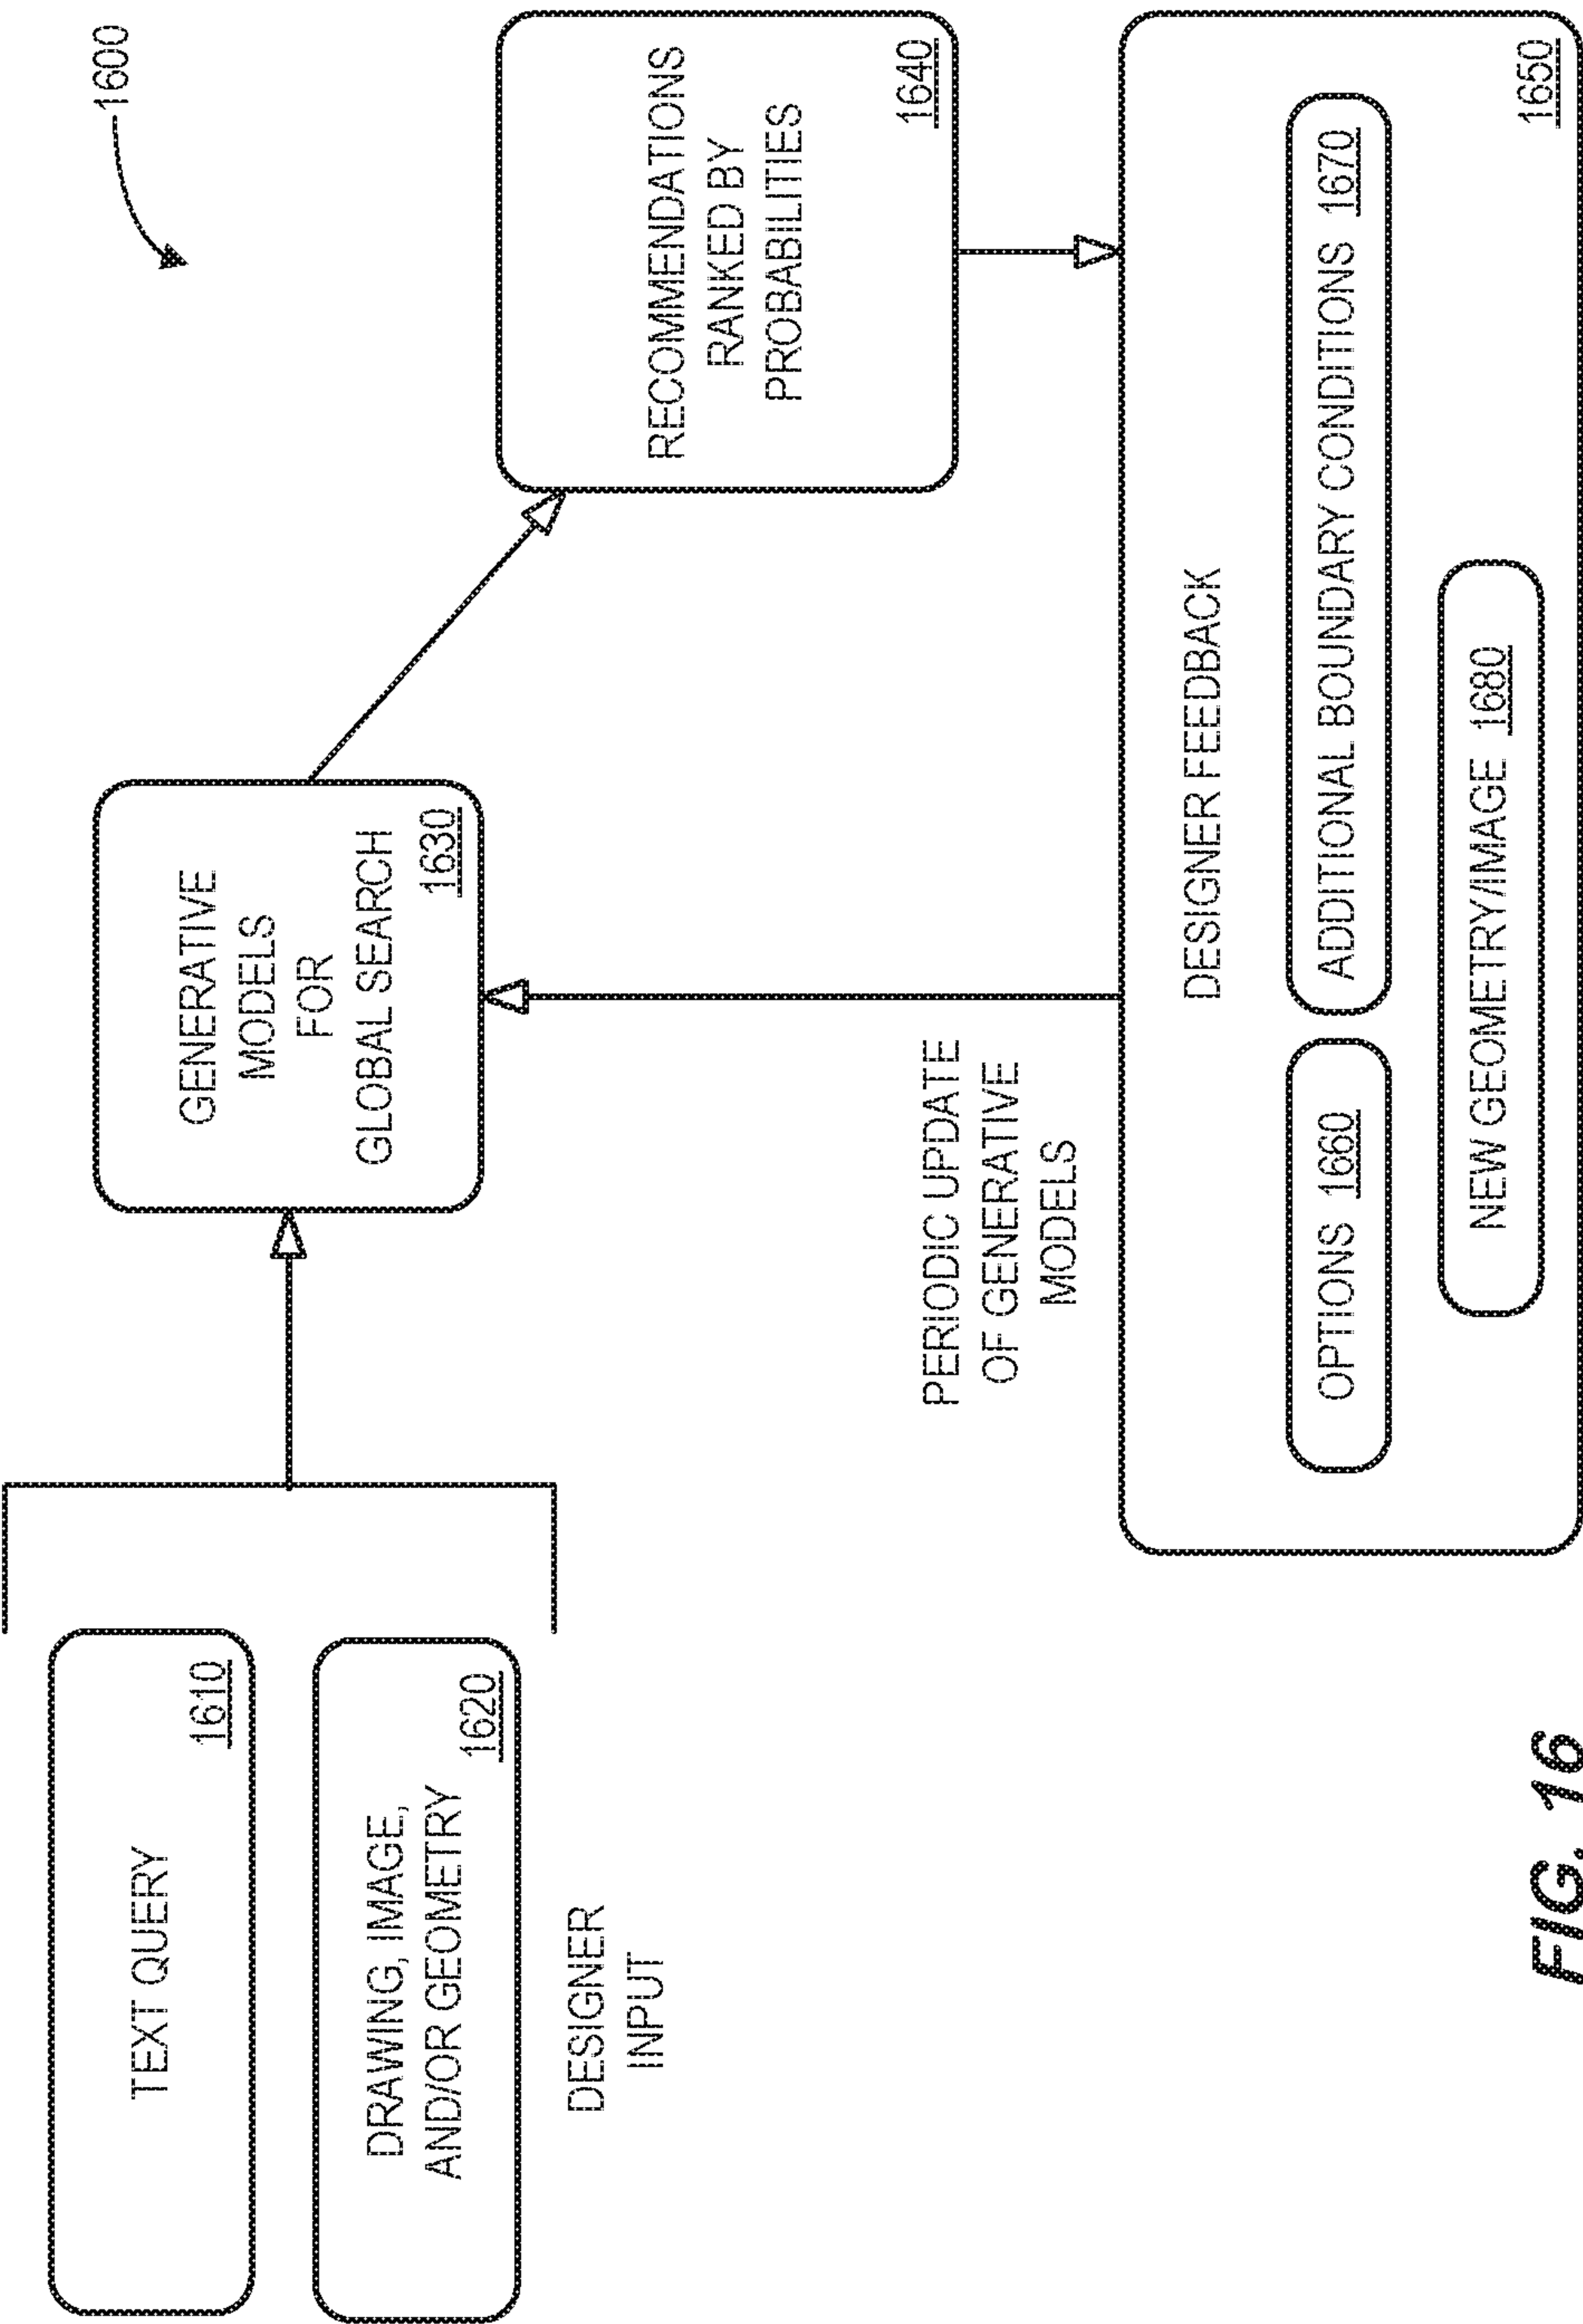 1600
TEXT QUERY
1610
DRAWING, IMAGE,
AND/OR GEOMETRY
1620
DESIGNER
INPUT
GENERATIVE
MODELS
FOR
GLOBAL SEARCH
1630
RECOMMENDATIONS
RANKED BY
PROBABILITIES
1640
PERIODIC UPDATE
OF GENERATIVE
MODELS
DESIGNER FEEDBACK
OPTIONS 1660
ADDITIONAL BOUNDARY CONDITIONS 1670
NEW GEOMETRY/IMAGE 1680
1650
FIG. 16